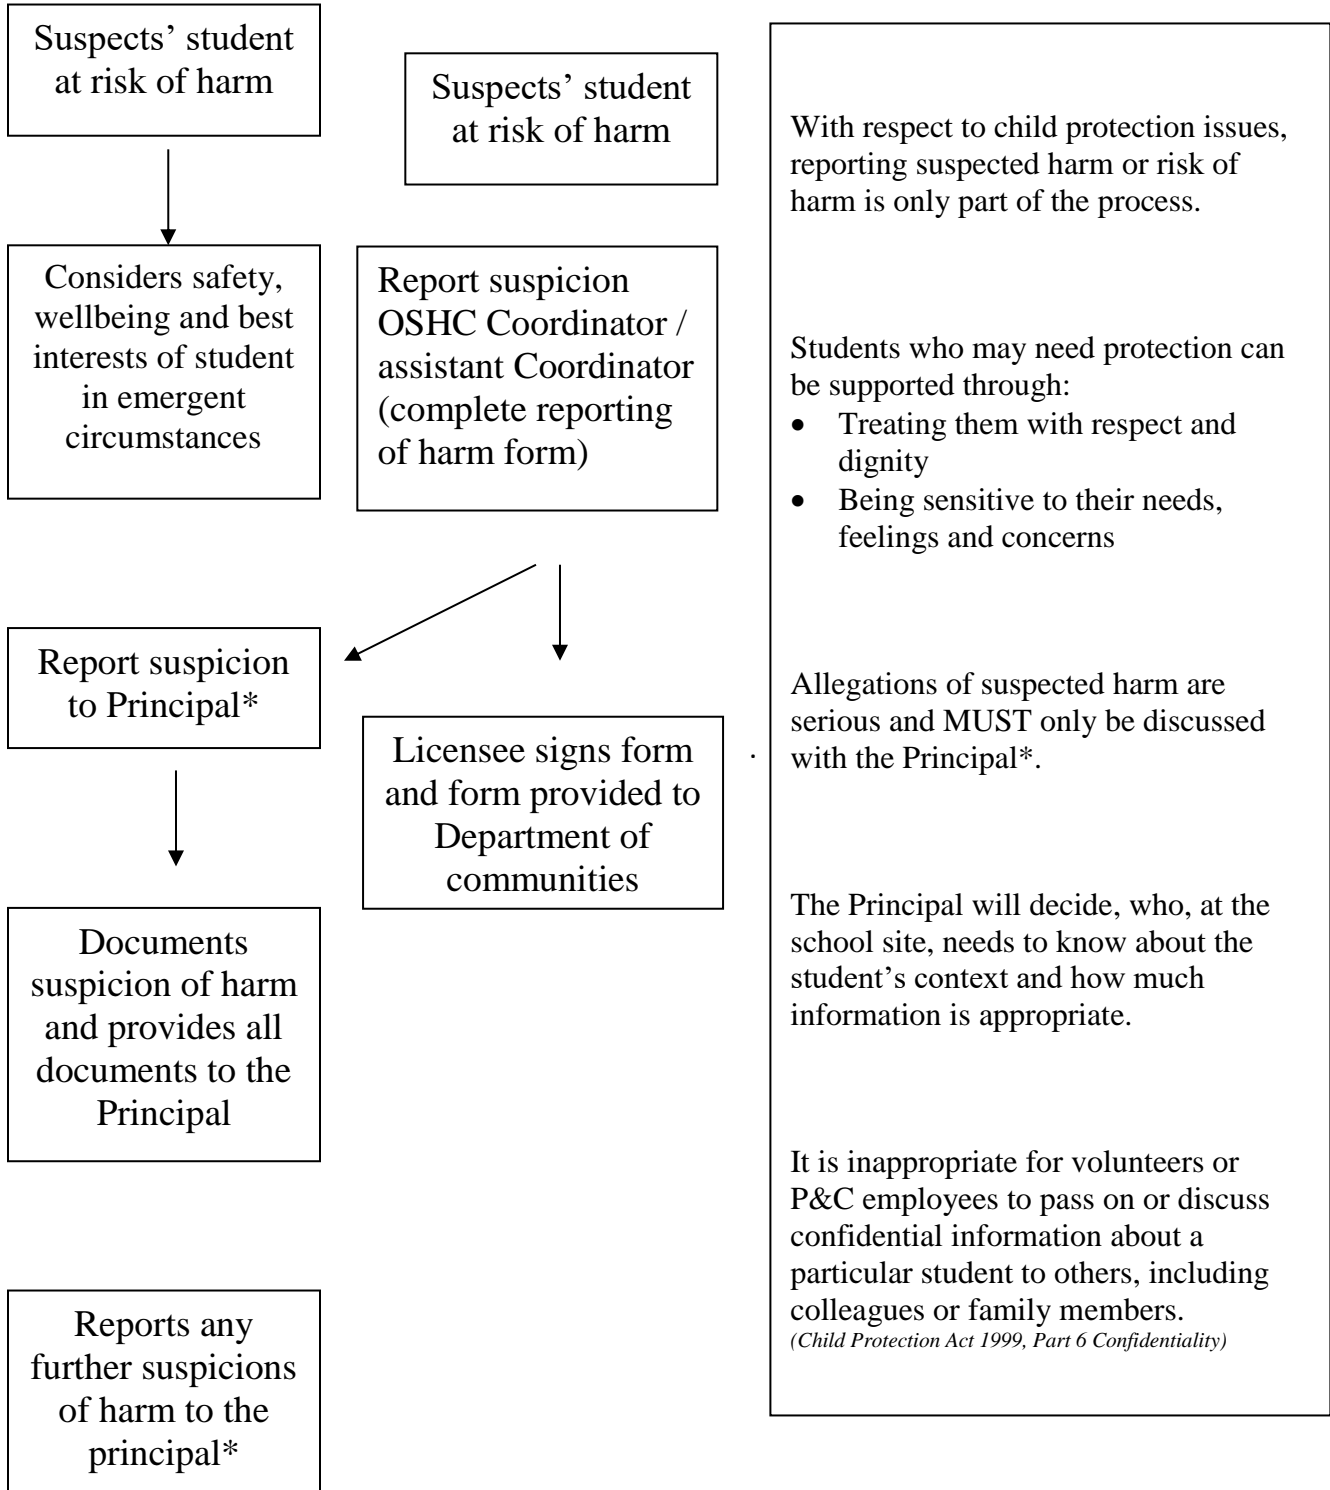 Suspects’ student
at risk of harm
Considers safety,
wellbeing and best
interests of student
in emergent
circumstances
Report suspicion
to Principal*
Documents
suspicion of harm
and provides all
documents to the
Principal
Reports any
further suspicions
of harm to the
principal*
Suspects’ student
at risk of harm
Report suspicion
OSHC Coordinator /
assistant Coordinator
(complete reporting
of harm form)
Licensee signs form
and form provided to
Department of
communities
.
With respect to child protection issues,
reporting suspected harm or risk of
harm is only part of the process.
Students who may need protection can
be supported through:
• Treating them with respect and
dignity
• Being sensitive to their needs,
feelings and concerns
Allegations of suspected harm are
serious and MUST only be discussed
with the Principal*.
The Principal will decide, who, at the
school site, needs to know about the
student’s context and how much
information is appropriate.
It is inappropriate for volunteers or
P&C employees to pass on or discuss
confidential information about a
particular student to others, including
colleagues or family members.
(Child Protection Act 1999, Part 6 Confidentiality)